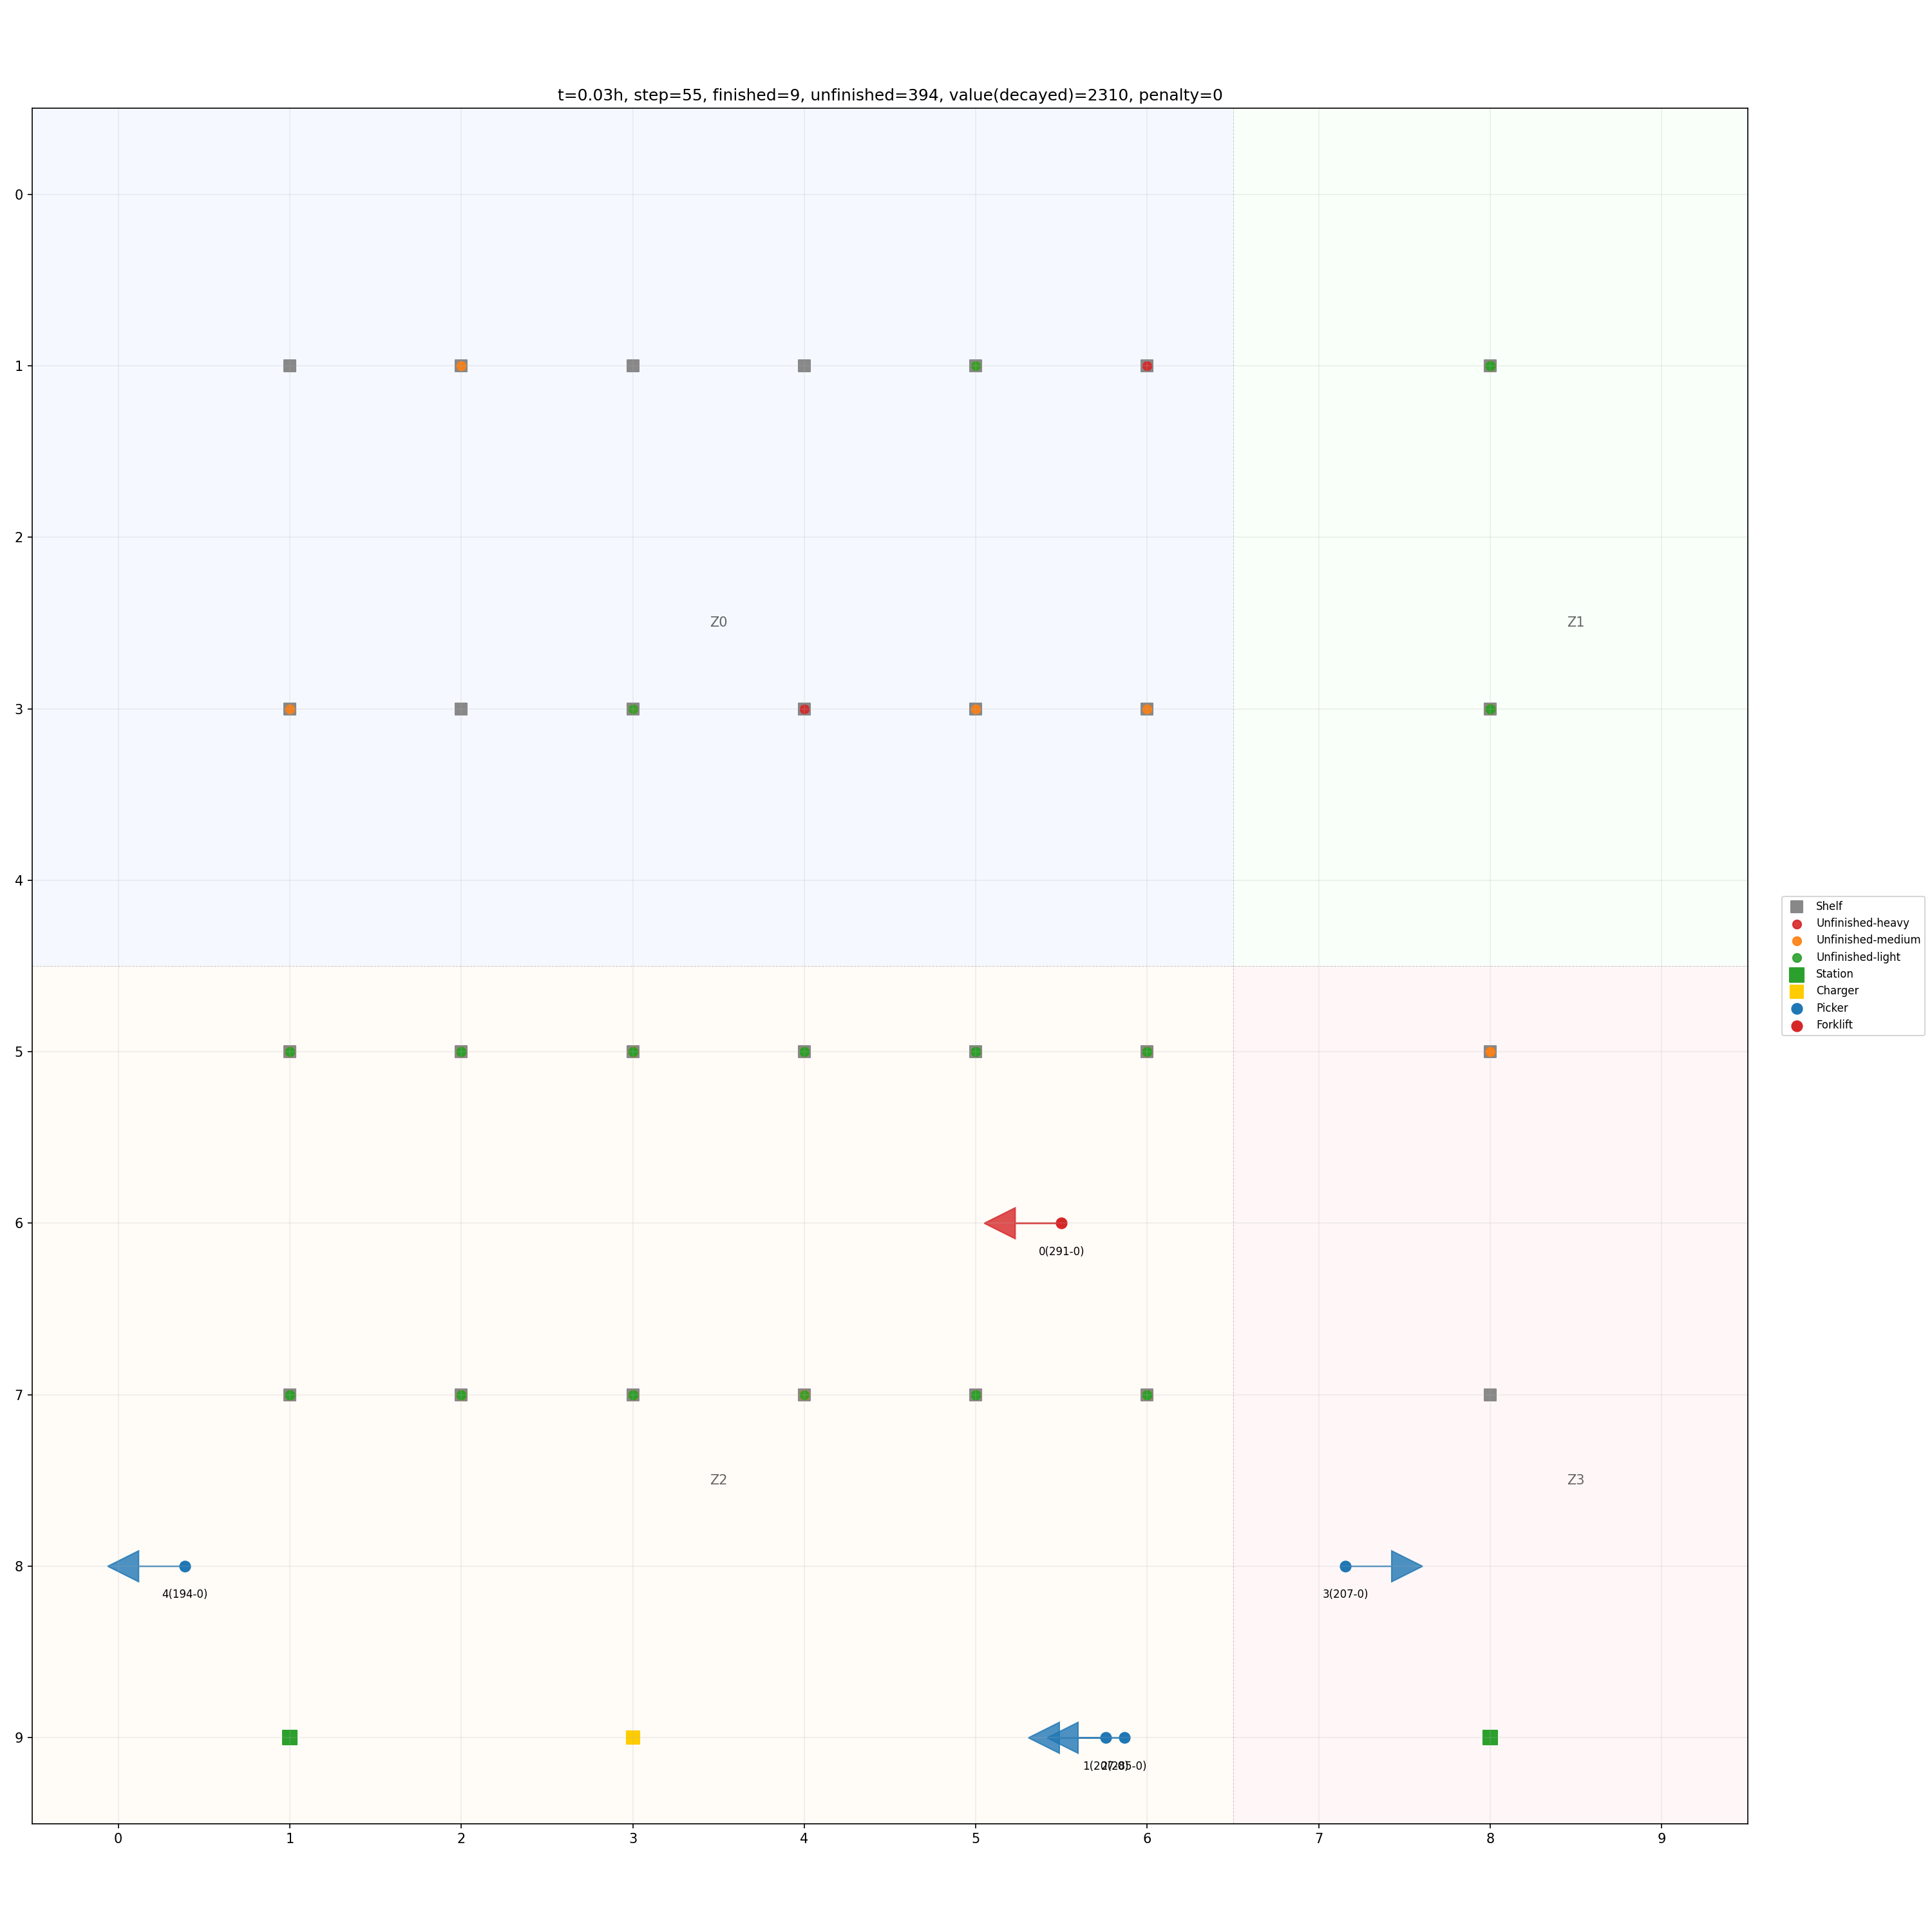 t=0.03h, step=55, finished=9, unfinished=394, value(decayed)=2310, penalty=0
0
1
2
Z0
Z1
3
4
Shelf
Unfinished-heavy
Unfinished-medium
Unfinished-light
Station
Charger
Picker
Forklift
5
6
0(291-0)
7
Z2
Z3
8
4(194-0)
3(207-0)
9
0 1 2 3 4 5 6 7 8 9